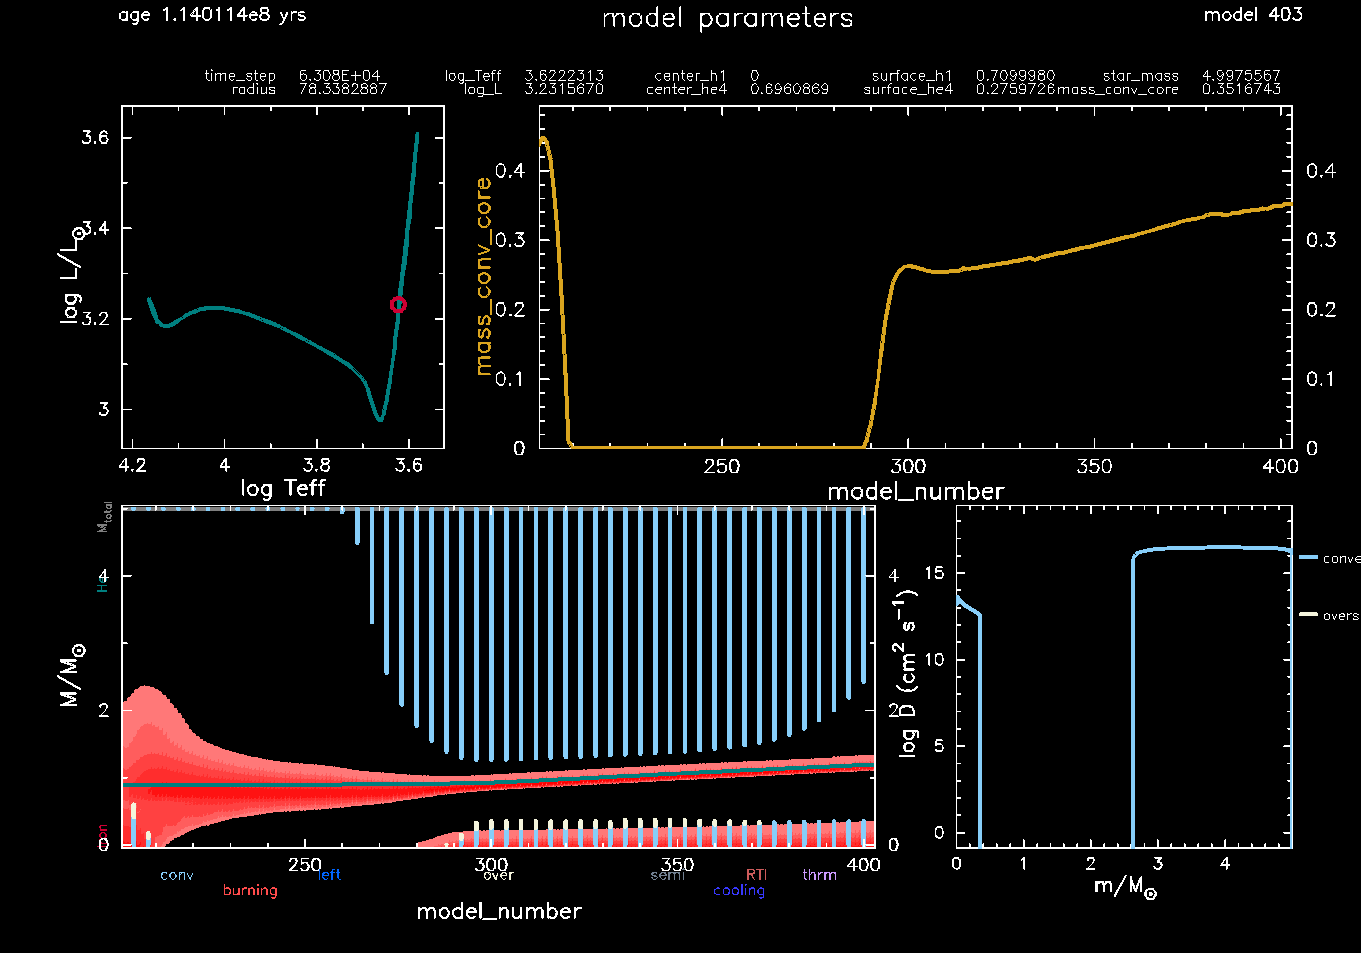 age 1.140114e8 yrs
model parameters
model 403
time_step 6.308E+04 log_Teff 3.6222313 center_h1 0 surface_h1 0.7099980 star_mass 4.9975567
radius 78.3382887 log_L 3.2315670 center_he4 0.6960869 surface_he4 0.2759726 mass_conv_core 0.3516743
3.6
3.4
3.2
3
log L/L⊙
4.2 4 3.8 3.6
log Teff
mass_conv_core
0.4
0.3
0.2
0.1
0
0.4
0.3
0.2
0.1
0
250 300 350 400
model_number
M_total
He
4
2
0
M/M⊙
4
2
0
250 300 350 400
conv left over semi RTI thrm
burning cooling
model_number
log D (cm² s⁻¹)
15
10
5
0
0 1 2 3 4
m/M⊙
conve
overs